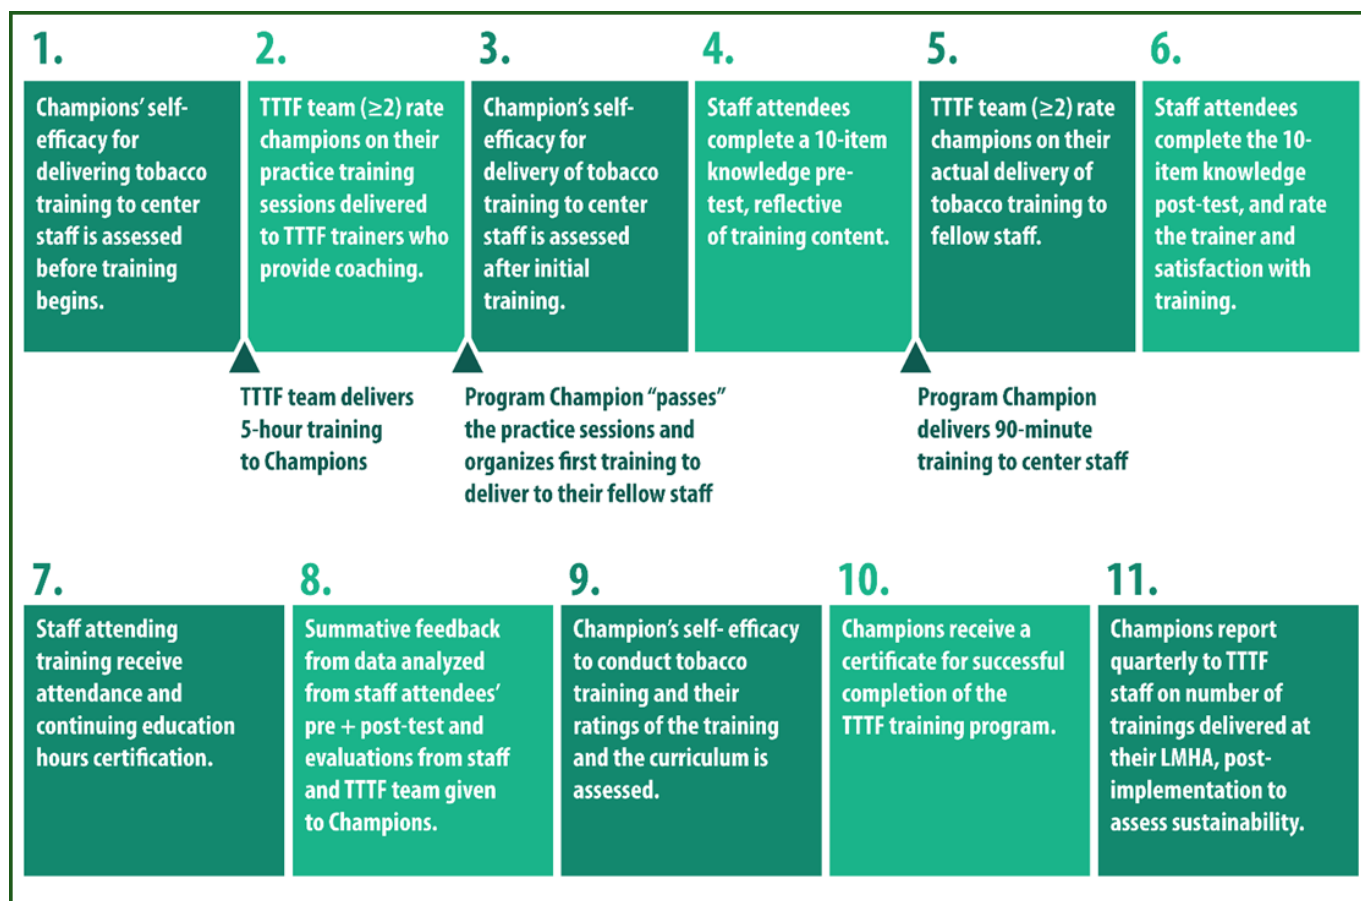 1.
Champions’ self-
efficacy for
delivering tobacco
training to center
staff is assessed
before training
begins.
2.
TTTF team (≥2) rate
champions on their
practice training
sessions delivered
to TTTF trainers who
provide coaching.
3.
Champion’s self-
efficacy for
delivery of tobacco
training to center
staff is assessed
after initial
training.
4.
Staff attendees
complete a 10-item
knowledge pre-
test, reflective
of training content.
5.
TTTF team (≥2) rate
champions on their
actual delivery of
tobacco training to
fellow staff.
6.
Staff attendees
complete the 10-
item knowledge
post-test, and rate
the trainer and
satisfaction with
training.
TTTF team delivers
5-hour training
to Champions
Program Champion “passes”
the practice sessions and
organizes first training to
deliver to their fellow staff
Program Champion
delivers 90-minute
training to center staff
7.
Staff attending
training receive
attendance and
continuing education
hours certification.
8.
Summative feedback
from data analyzed
from staff attendees’
pre + post-test and
evaluations from staff
and TTTF team given
to Champions.
9.
Champion’s self- efficacy
to conduct tobacco
training and their
ratings of the training
and the curriculum is
assessed.
10.
Champions receive a
certificate for successful
completion of the
TTTF training program.
11.
Champions report
quarterly to TTTF
staff on number of
trainings delivered at
their LMHA, post-
implementation to
assess sustainability.